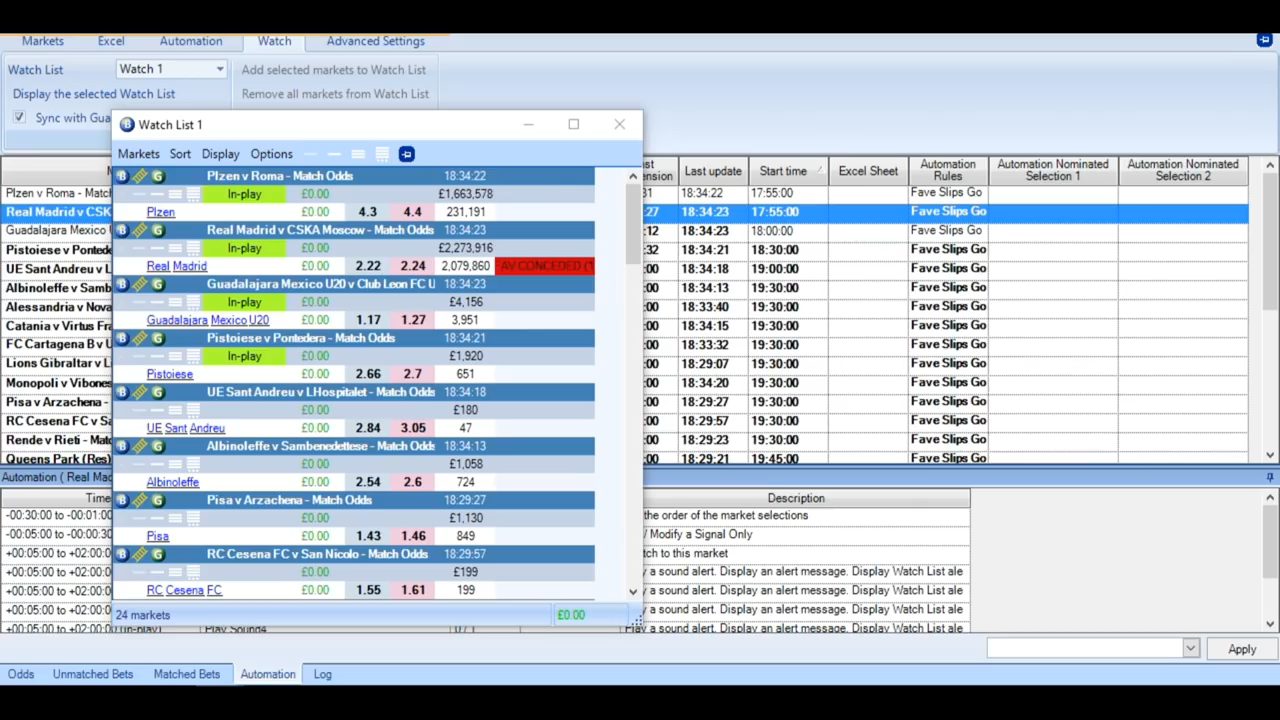 Markets Excel Automation Watch Advanced Settings
Watch List Watch 1 Add selected markets to Watch List
Display the selected Watch List Remove all markets from Watch List
Sync with Gua
Watch List 1
Markets Sort Display Options
Plzen v Roma - Match Odds 18:34:22
In-play £0.00 £1,663,578
Plzen £0.00 4.3 4.4 231,191
Real Madrid v CSKA Moscow - Match Odds 18:34:23
In-play £0.00 £2,273,916
Real Madrid £0.00 2.22 2.24 2,079,860 AV CONCEDED (
Guadalajara Mexico U20 v Club Leon FC U 18:34:23
In-play £0.00 £4,156
Guadalajara Mexico U20 £0.00 1.17 1.27 3,951
Pistoiese v Pontedera - Match Odds 18:34:21
In-play £0.00 £1,920
Pistoiese £0.00 2.66 2.7 651
UE Sant Andreu v LHospitalet - Match Odds 18:34:18
£0.00 £180
UE Sant Andreu £0.00 2.84 3.05 47
Albinoleffe v Sambenedettese - Match Odds 18:34:13
£0.00 £1,058
Albinoleffe £0.00 2.54 2.6 724
Pisa v Arzachena - Match Odds 18:29:27
£0.00 £1,130
Pisa £0.00 1.43 1.46 849
RC Cesena FC v San Nicolo - Match Odds 18:29:57
£0.00 £199
RC Cesena FC £0.00 1.55 1.61 199
24 markets £0.00
Last update Start time Excel Sheet Automation Rules Automation Nominated Selection 1 Automation Nominated Selection 2
Plzen v Roma - Matc 31 18:34:22 17:55:00 Fave Slips Go
Real Madrid v CSK :27 18:34:23 17:55:00 Fave Slips Go
Guadalajara Mexico :12 18:34:23 18:00:00 Fave Slips Go
Pistoiese v Pontede :32 18:34:21 18:30:00 Fave Slips Go
UE Sant Andreu v L :00 18:34:18 19:00:00 Fave Slips Go
Albinoleffe v Samb :00 18:34:13 19:30:00 Fave Slips Go
Alessandria v Nova :00 18:33:40 19:30:00 Fave Slips Go
Catania v Virtus Fra :00 18:34:15 19:30:00 Fave Slips Go
FC Cartagena B v U :00 18:33:32 19:30:00 Fave Slips Go
Lions Gibraltar v L :00 18:29:07 19:30:00 Fave Slips Go
Monopoli v Vibones :00 18:34:20 19:30:00 Fave Slips Go
Pisa v Arzachena - :00 18:29:27 19:30:00 Fave Slips Go
RC Cesena FC v Sa :00 18:29:57 19:30:00 Fave Slips Go
Rende v Rieti - Matc :00 18:29:23 19:30:00 Fave Slips Go
Queens Park (Res) :00 18:29:21 19:45:00 Fave Slips Go
Automation ( Real Mad
Time Description
-00:30:00 to -00:01:00 the order of the market selections
-00:05:00 to -00:00:30 / Modify a Signal Only
+00:05:00 to +02:00:0 tch to this market
+00:05:00 to +02:00:0 y a sound alert. Display an alert message. Display Watch List ale
+00:05:00 to +02:00:0 y a sound alert. Display an alert message. Display Watch List ale
+00:05:00 to +02:00:0 y a sound alert. Display an alert message. Display Watch List ale
Apply
Odds Unmatched Bets Matched Bets Automation Log